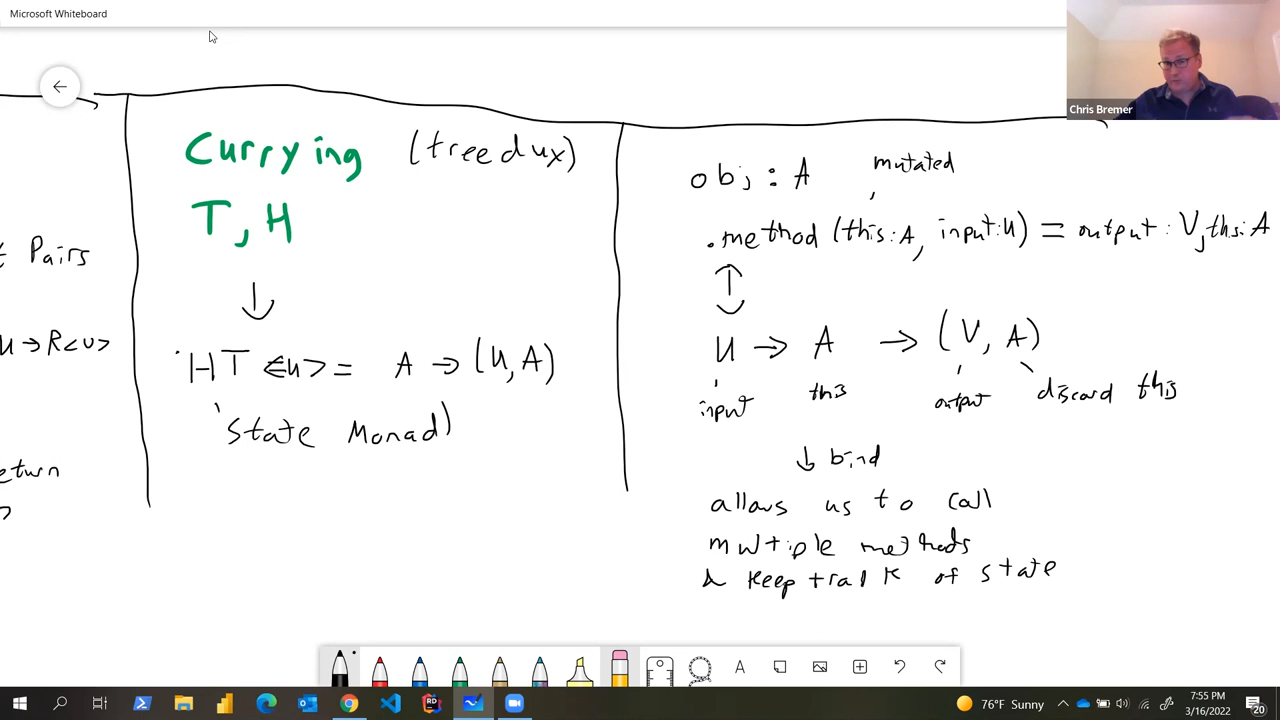 Microsoft Whiteboard
Chris Bremer
Pairs
U → R<U>
eturn
Currying (tree dux)
T, H
↓
HT <U> = A → (U, A)
State Monad
obj : A
mutated
.method (this: A, input: U) = output : V, this: A
↕
U → A → (V, A)
input this output discard this
↓ bind
allows us to call
multiple methods
& keep track of state
A
76°F Sunny
7:55 PM
3/16/2022
20